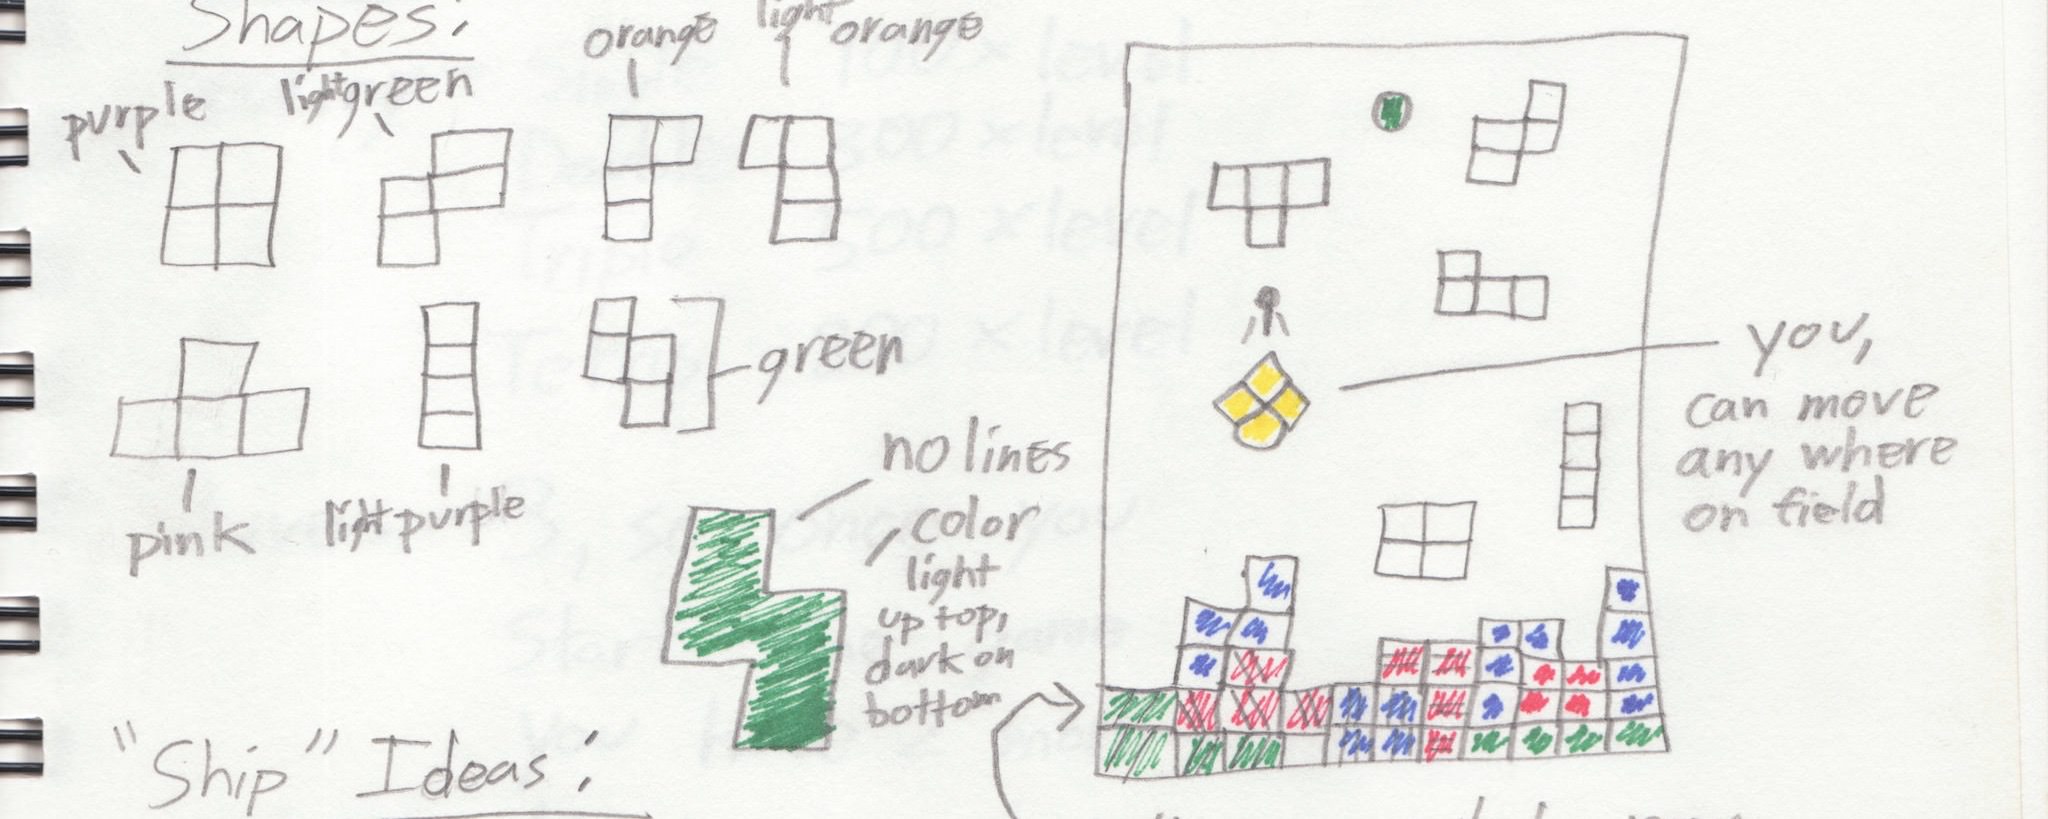 Shapes:
purple
light green
orange
light orange
pink
light purple
green
no lines
color
light
up top,
dark on
bottom
you,
can move
any where
on field
"Ship" Ideas: